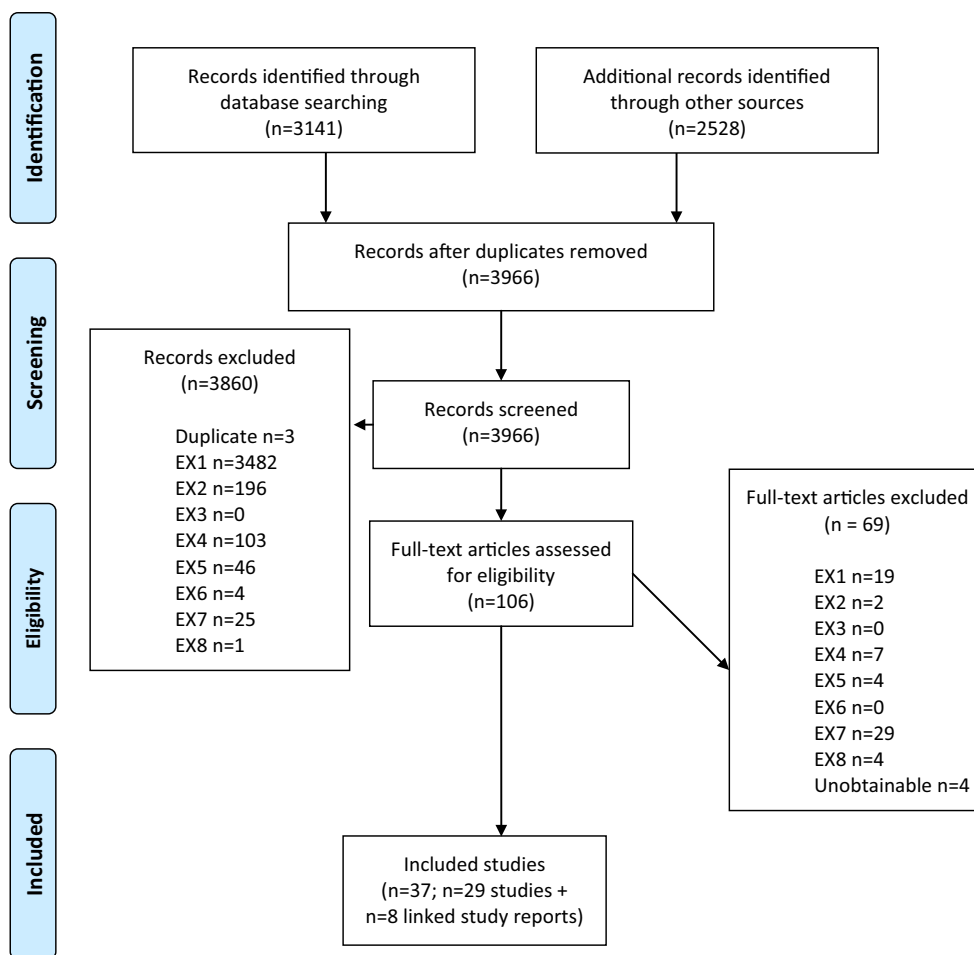 Identification
Records identified through
database searching
(n=3141)
Additional records identified
through other sources
(n=2528)
Records after duplicates removed
(n=3966)
Screening
Records excluded
(n=3860)
Duplicate n=3
EX1 n=3482
EX2 n=196
EX3 n=0
EX4 n=103
EX5 n=46
EX6 n=4
EX7 n=25
EX8 n=1
Records screened
(n=3966)
Eligibility
Full-text articles assessed
for eligibility
(n=106)
Full-text articles excluded
(n = 69)
EX1 n=19
EX2 n=2
EX3 n=0
EX4 n=7
EX5 n=4
EX6 n=0
EX7 n=29
EX8 n=4
Unobtainable n=4
Included
Included studies
(n=37; n=29 studies +
n=8 linked study reports)